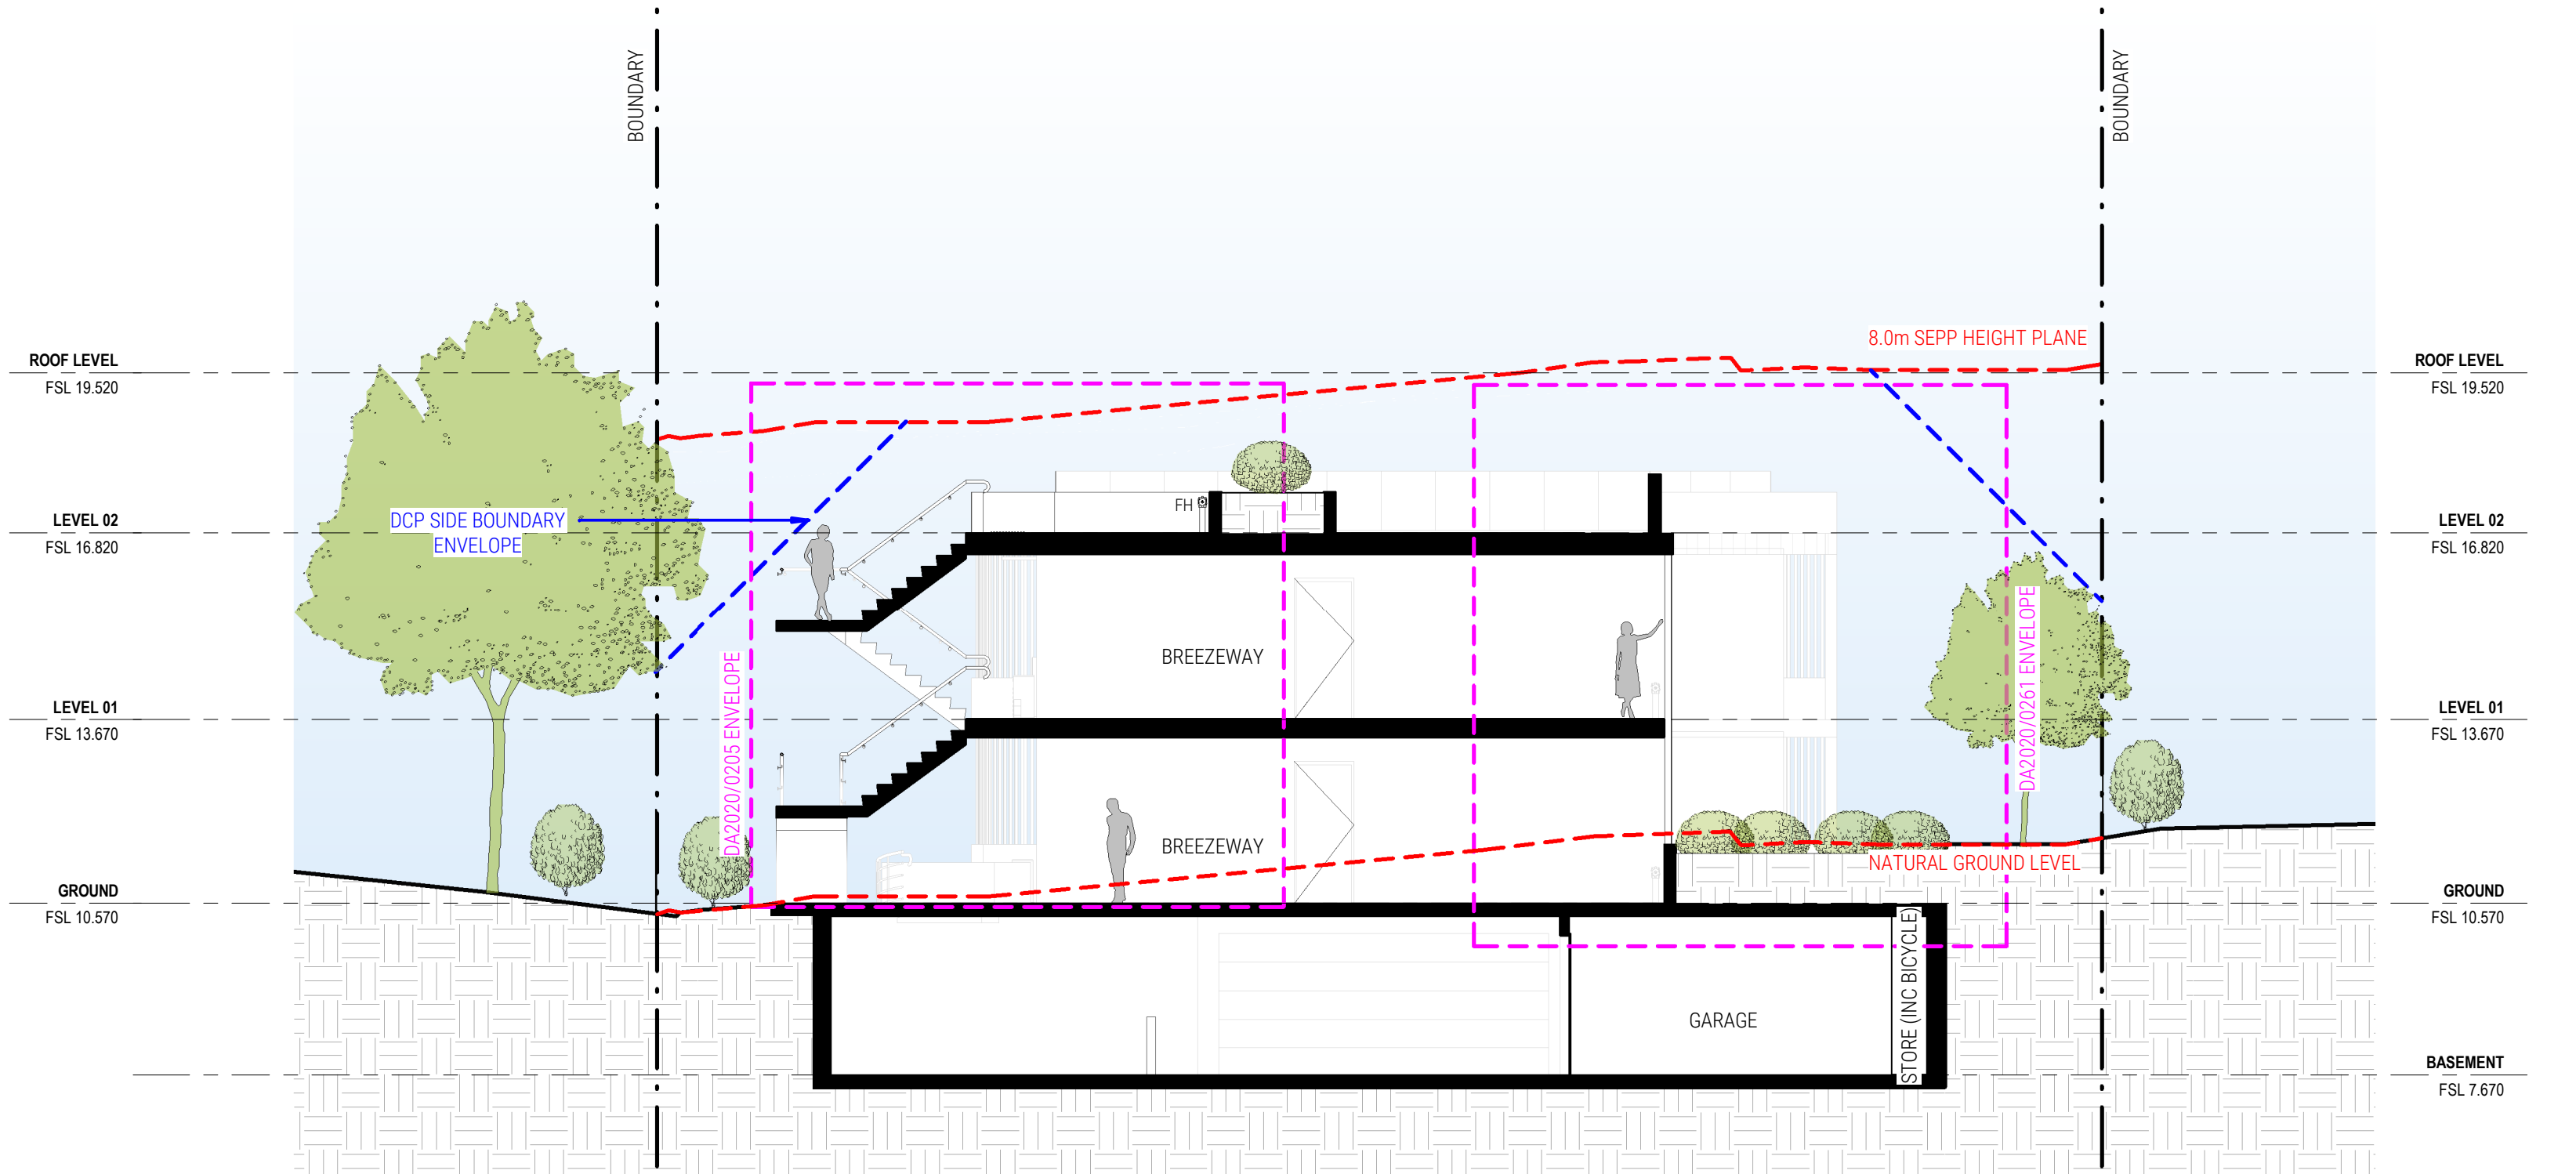 BOUNDARY
BOUNDARY
8.0m SEPP HEIGHT PLANE
ROOF LEVEL
FSL 19.520
ROOF LEVEL
FSL 19.520
FH
DCP SIDE BOUNDARY
ENVELOPE
LEVEL 02
FSL 16.820
LEVEL 02
FSL 16.820
DA2020/0205 ENVELOPE
BREEZEWAY
DA2020/0261 ENVELOPE
LEVEL 01
FSL 13.670
LEVEL 01
FSL 13.670
BREEZEWAY
NATURAL GROUND LEVEL
GROUND
FSL 10.570
GROUND
FSL 10.570
GARAGE
STORE (INC BICYCLE)
BASEMENT
FSL 7.670